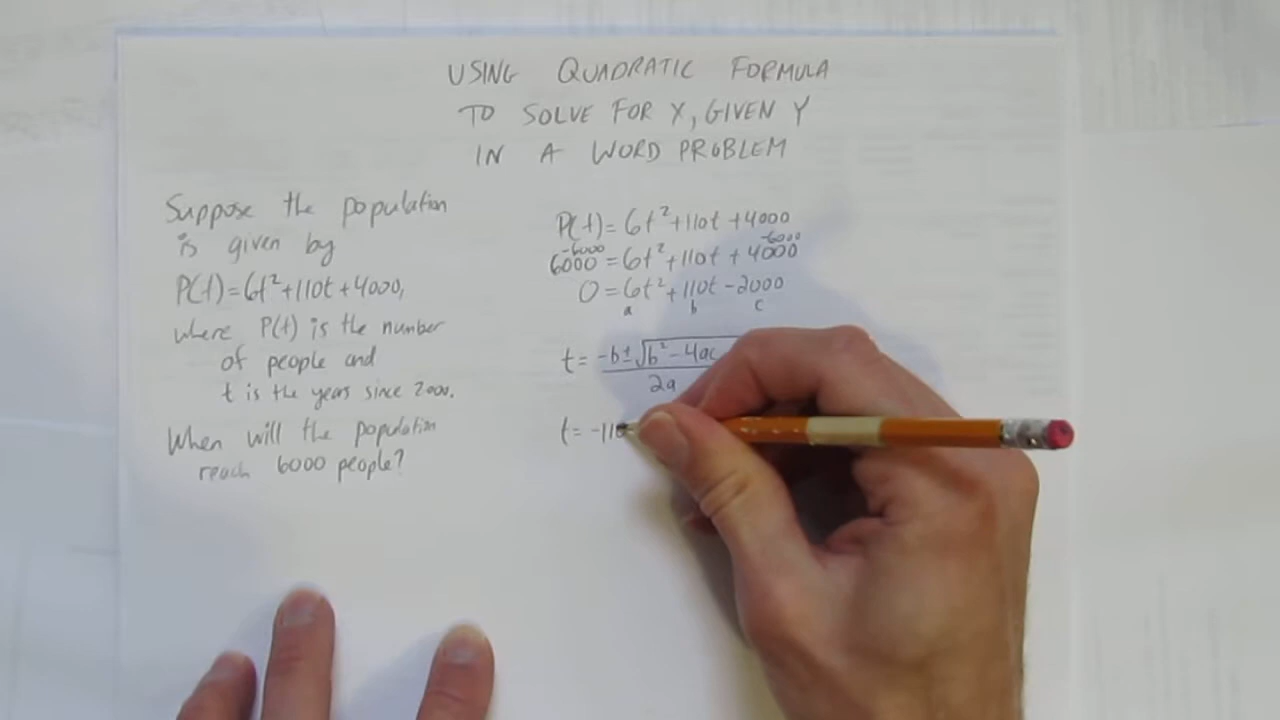 USING QUADRATIC FORMULA
TO SOLVE FOR X, GIVEN Y
IN A WORD PROBLEM
Suppose the population
is given by
P(t)=6t²+110t+4000,
where P(t) is the number
of people and
t is the years since 2000.
When will the population
reach 6000 people?
P(t)=6t²+110t+4000
-6000 -6000
6000=6t²+110t+4000
0=6t²+110t-2000
a b c
t=-b±√b²-4ac
2a
t=-110